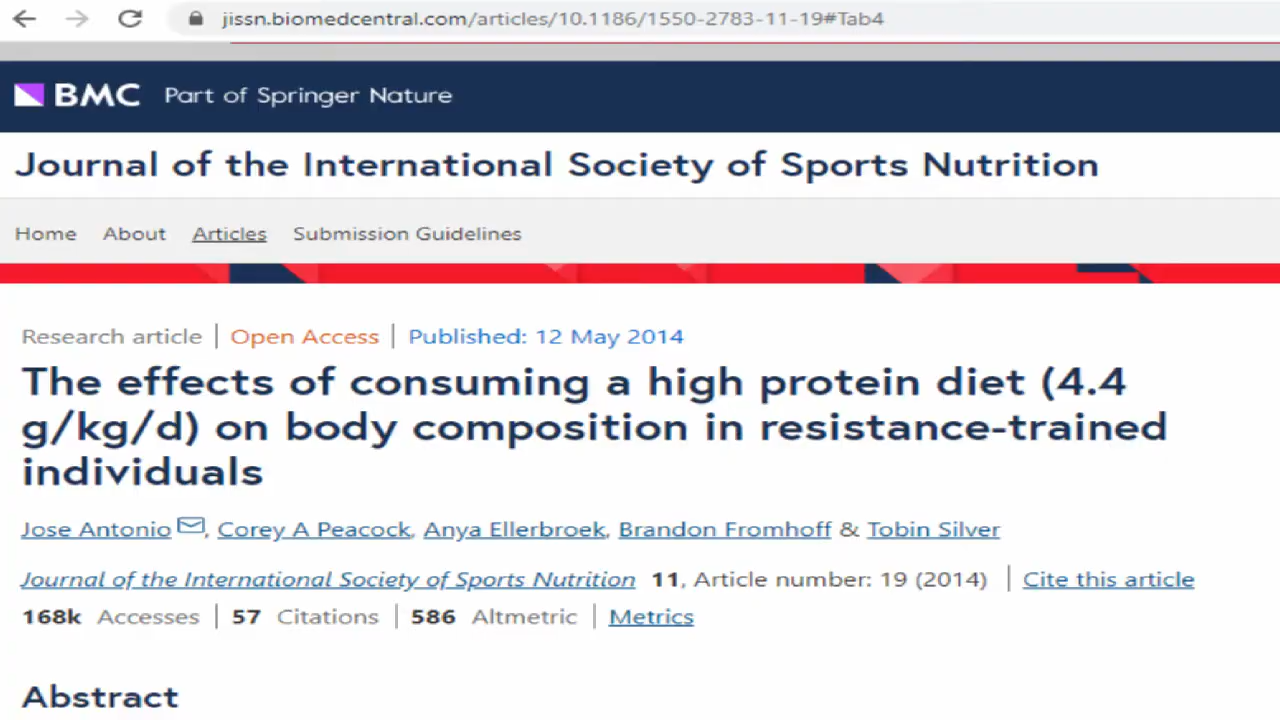 jissn.biomedcentral.com/articles/10.1186/1550-2783-11-19#Tab4
BMC Part of Springer Nature
Journal of the International Society of Sports Nutrition
Home About Articles Submission Guidelines
Research article | Open Access | Published: 12 May 2014
The effects of consuming a high protein diet (4.4
g/kg/d) on body composition in resistance-trained
individuals
Jose Antonio, Corey A Peacock, Anya Ellerbroek, Brandon Fromhoff & Tobin Silver
Journal of the International Society of Sports Nutrition 11, Article number: 19 (2014) | Cite this article
168k Accesses | 57 Citations | 586 Altmetric | Metrics
Abstract